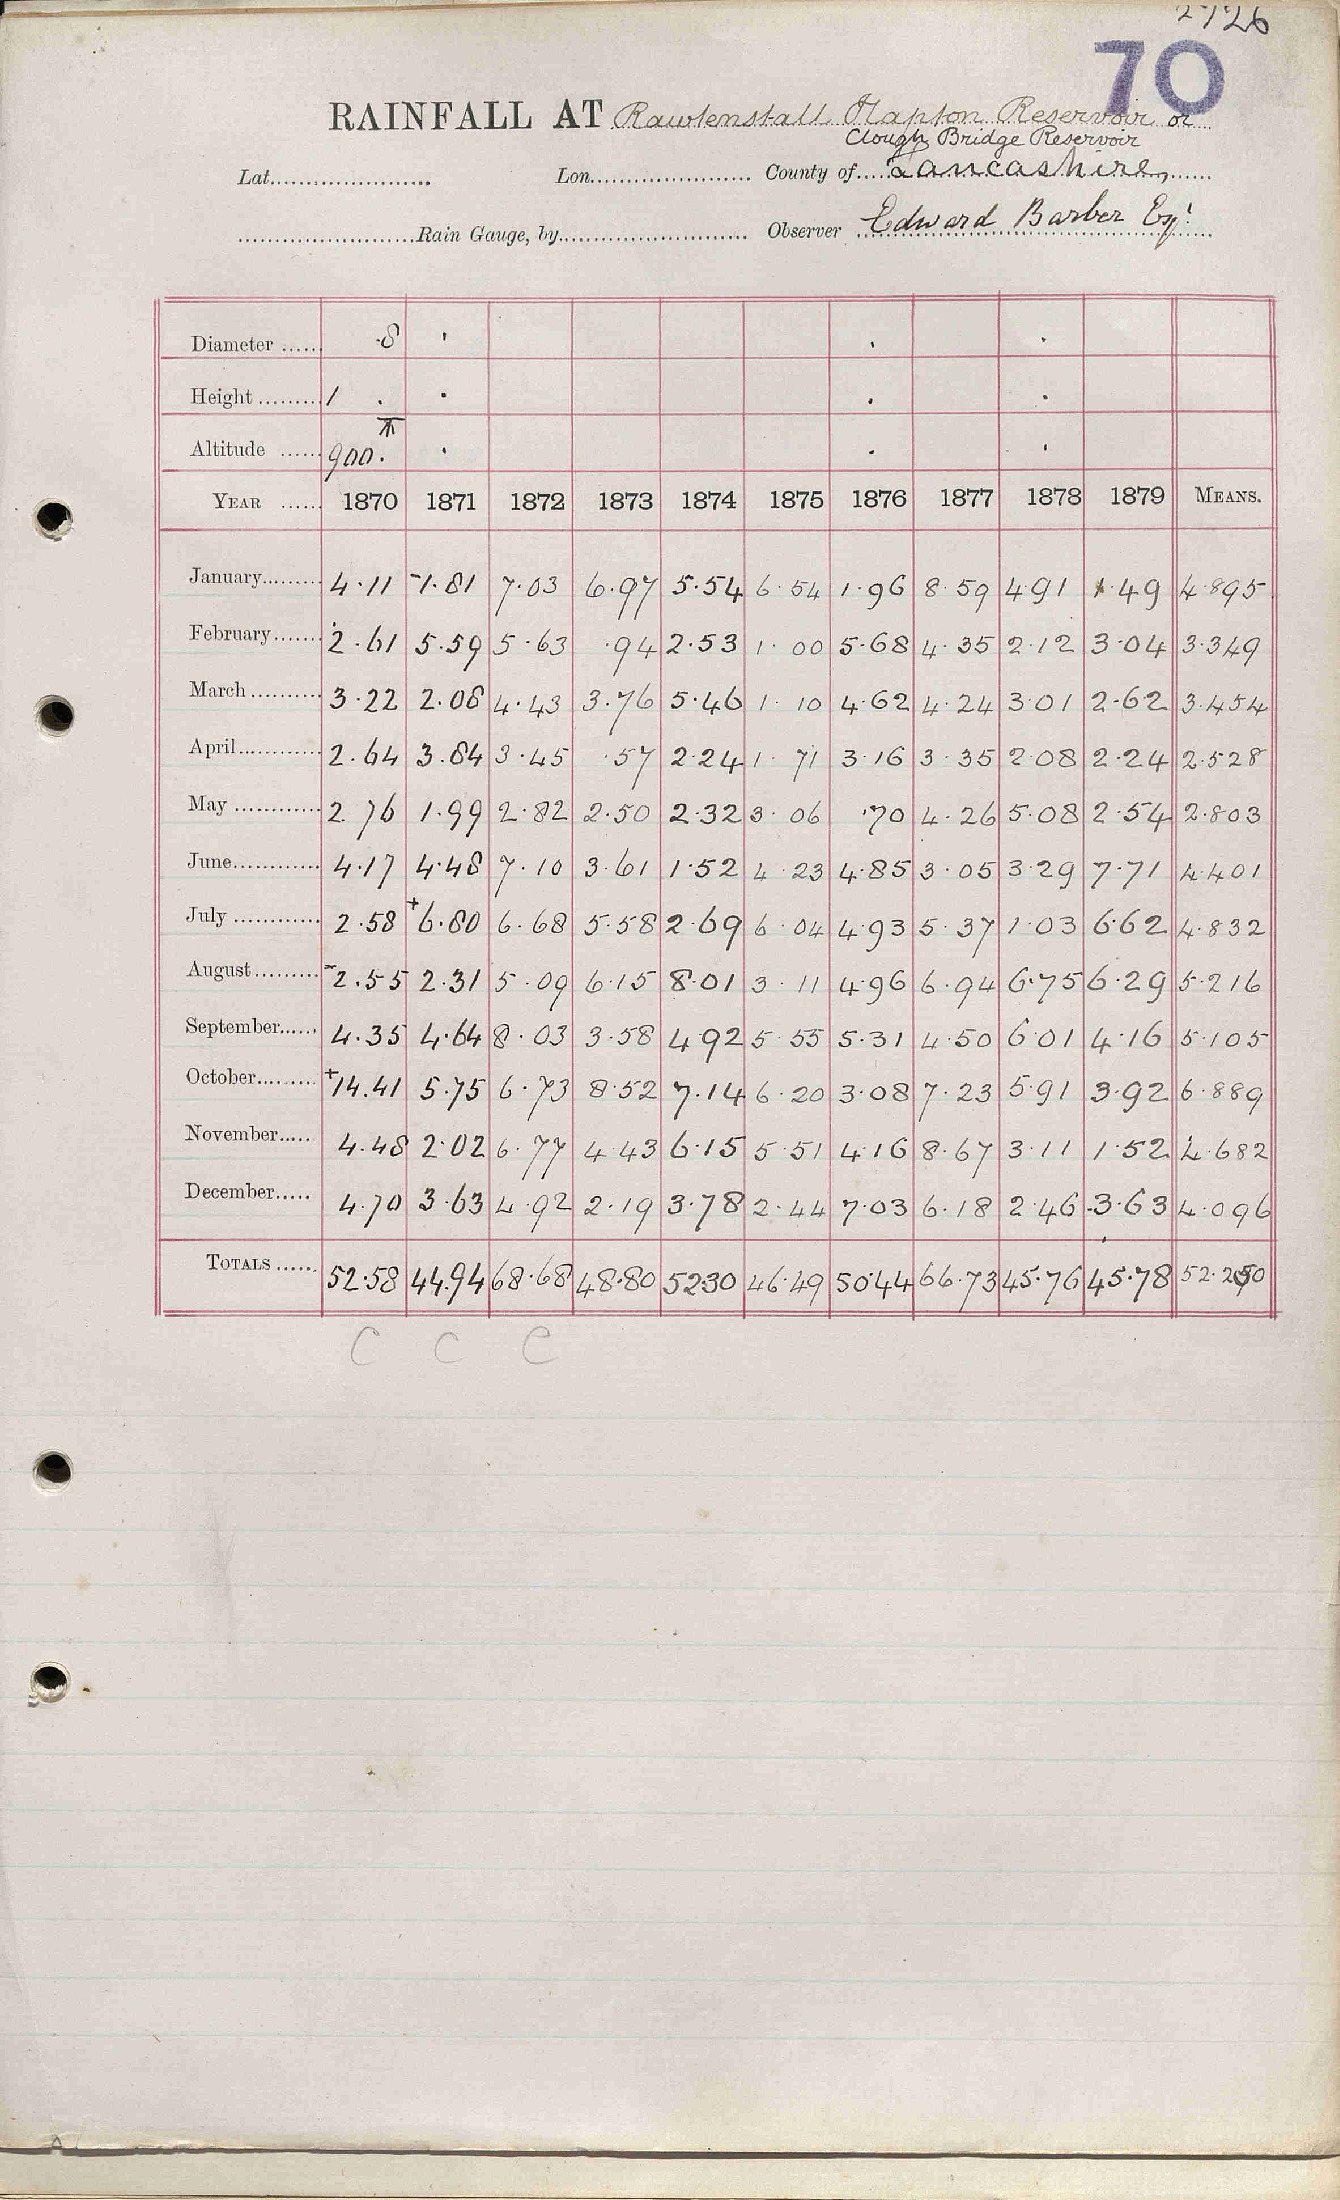 2726
70
RAINFALL AT Rawtenstall Hapton Reservoir or
Clough Bridge Reservoir
Lat. Lon. County of Lancashire,
Rain Gauge, by Observer Edward Barber Esqr
Diameter ...... 8
Height ......... 1
Altitude ...... 900.
YEAR ...... 1870 1871 1872 1873 1874 1875 1876 1877 1878 1879 MEANS.
January......... 4.11 -1.81 7.03 6.97 5.54 6.54 1.96 8.59 4.91 1.49 4.895
February....... 2.61 5.59 5.63 .94 2.53 1.00 5.68 4.35 2.12 3.04 3.349
March .......... 3.22 2.08 4.43 3.76 5.46 1.10 4.62 4.24 3.01 2.62 3.454
April............ 2.64 3.84 3.45 .57 2.24 1.71 3.16 3.35 2.08 2.24 2.528
May ............ 2.76 1.99 2.82 2.50 2.32 3.06 .70 4.26 5.08 2.54 2.803
June............ 4.17 4.48 7.10 3.61 1.52 4.23 4.85 3.05 3.29 7.71 4.401
July ............ 2.58 +6.80 6.68 5.58 2.69 6.04 4.93 5.37 1.03 6.62 4.832
August......... -2.55 2.31 5.09 6.15 8.01 3.11 4.96 6.94 6.75 6.29 5.216
September...... 4.35 4.64 8.03 3.58 4.92 5.55 5.31 4.50 6.01 4.16 5.105
October......... +14.41 5.75 6.73 8.52 7.14 6.20 3.08 7.23 5.91 3.92 6.889
November..... 4.48 2.02 6.77 4.43 6.15 5.51 4.16 8.67 3.11 1.52 4.682
December..... 4.70 3.63 4.92 2.19 3.78 2.44 7.03 6.18 2.46 3.63 4.096
TOTALS ...... 52.58 44.94 68.68 48.80 52.30 46.49 50.44 66.73 45.76 45.78 52.250
C C C